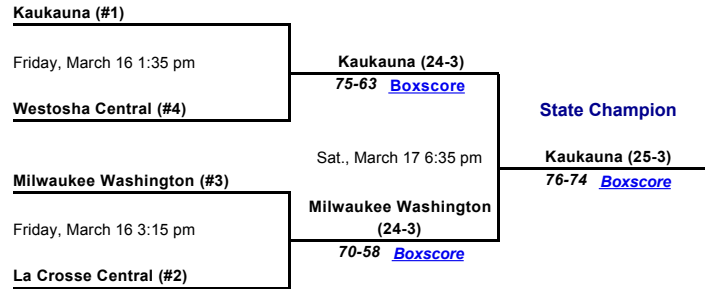 Kaukauna (#1)
Friday, March 16 1:35 pm
Westosha Central (#4)
Kaukauna (24-3)
75-63 Boxscore
State Champion
Sat., March 17 6:35 pm
Kaukauna (25-3)
76-74 Boxscore
Milwaukee Washington (#3)
Friday, March 16 3:15 pm
La Crosse Central (#2)
Milwaukee Washington
(24-3)
70-58 Boxscore